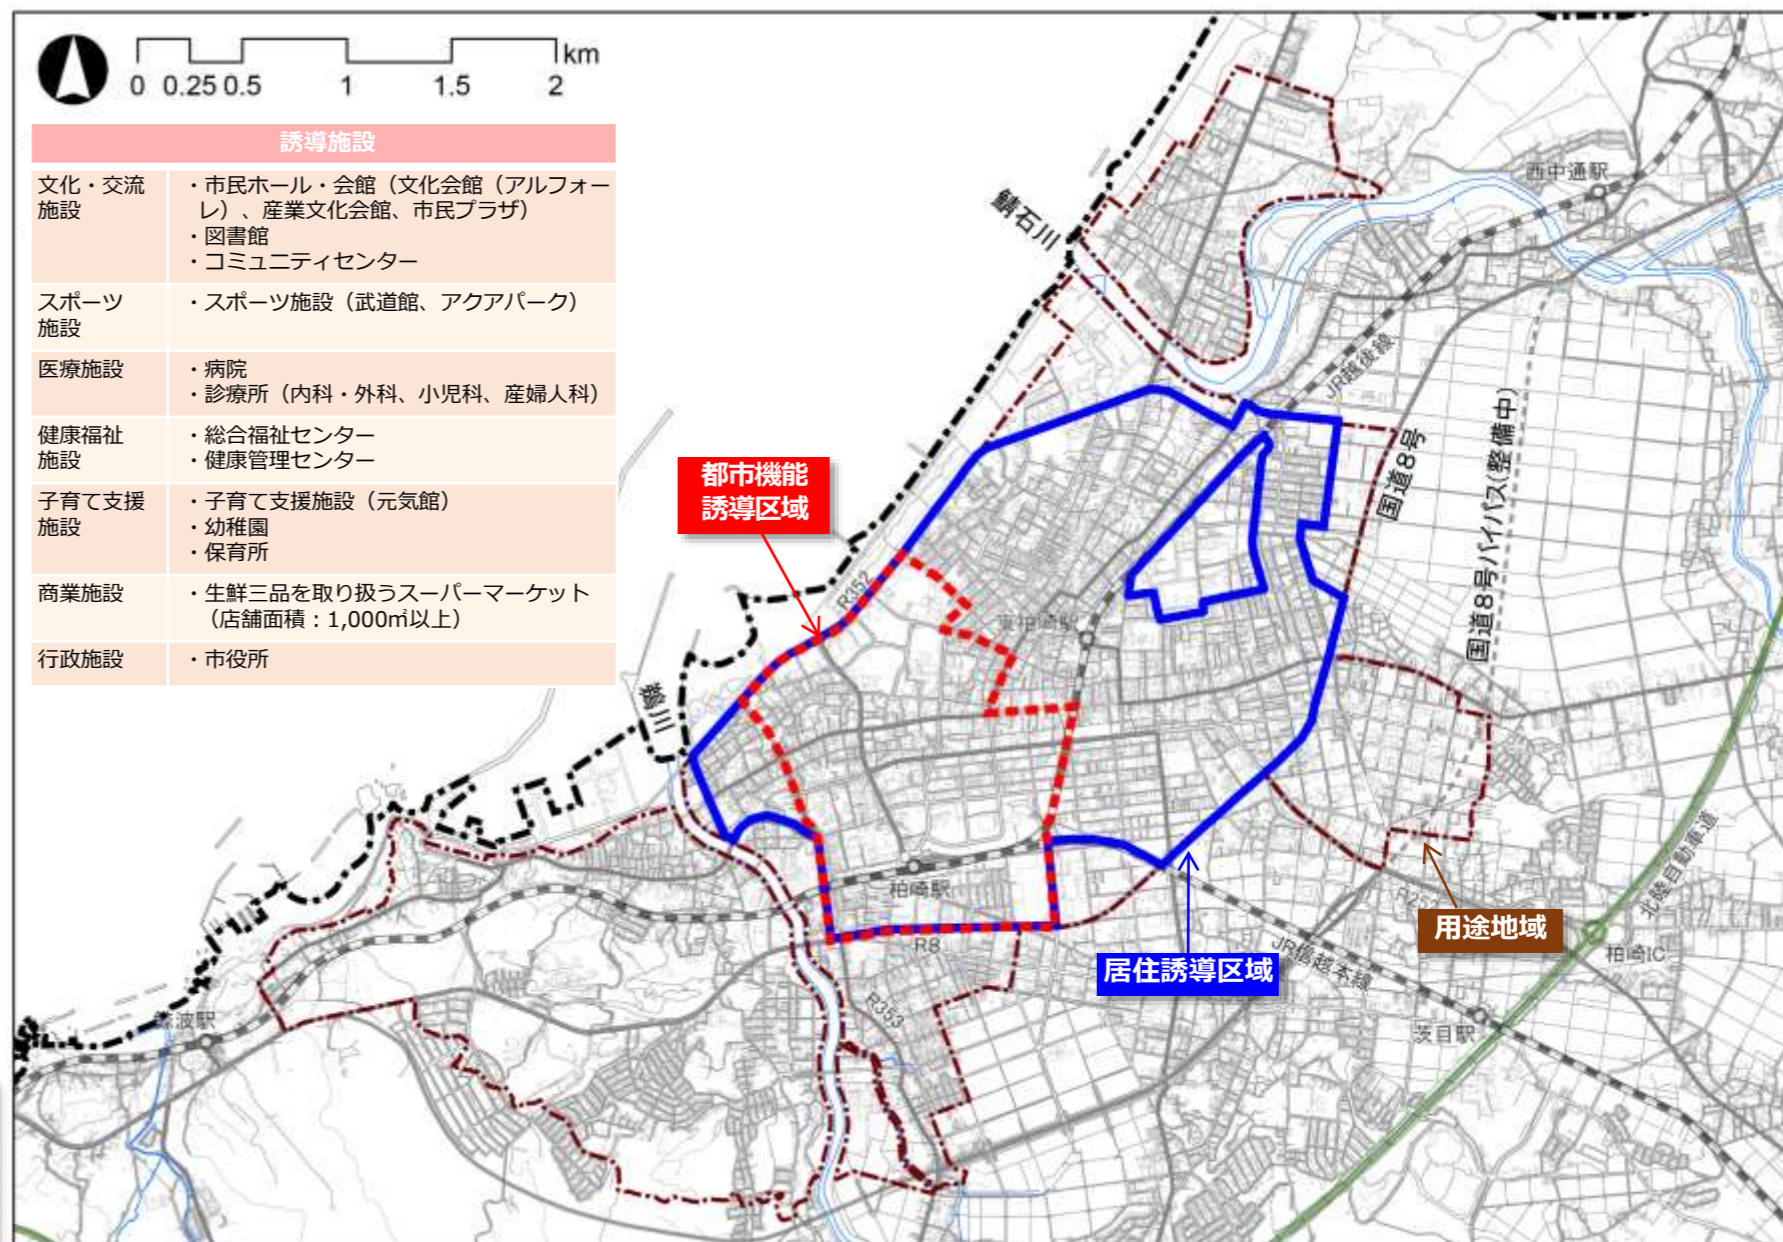 km
0 0.25 0.5 1 1.5 2
誘導施設
文化・交流
施設
・市民ホール・会館（文化会館（アルフォー
レ）、産業文化会館、市民プラザ）
・図書館
・コミュニティセンター
スポーツ
施設
・スポーツ施設（武道館、アクアパーク）
医療施設
・病院
・診療所（内科・外科、小児科、産婦人科）
健康福祉
施設
・総合福祉センター
・健康管理センター
子育て支援
施設
・子育て支援施設（元気館）
・幼稚園
・保育所
商業施設
・生鮮三品を取り扱うスーパーマーケット
（店舗面積：1,000㎡以上）
行政施設
・市役所
西中通駅
鯖石川
JR越後線
国道8号
国道8号バイパス(整備中)
都市機能
誘導区域
R352
東柏崎駅
鵜川
柏崎駅
R8
R353
居住誘導区域
用途地域
北陸自動車道
柏崎IC
JR信越本線
茨目駅